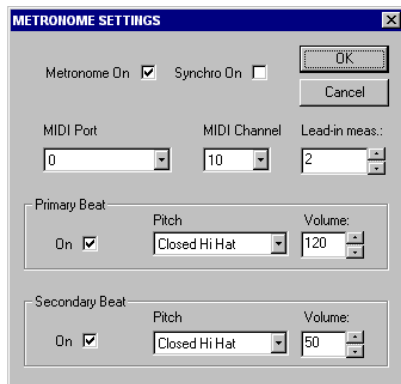 METRONOME SETTINGS
Metronome On Synchro On OK
Cancel
MIDI Port MIDI Channel Lead-in meas.:
0 10 2
Primary Beat
Pitch Volume:
On Closed Hi Hat 120
Secondary Beat
Pitch Volume:
On Closed Hi Hat 50